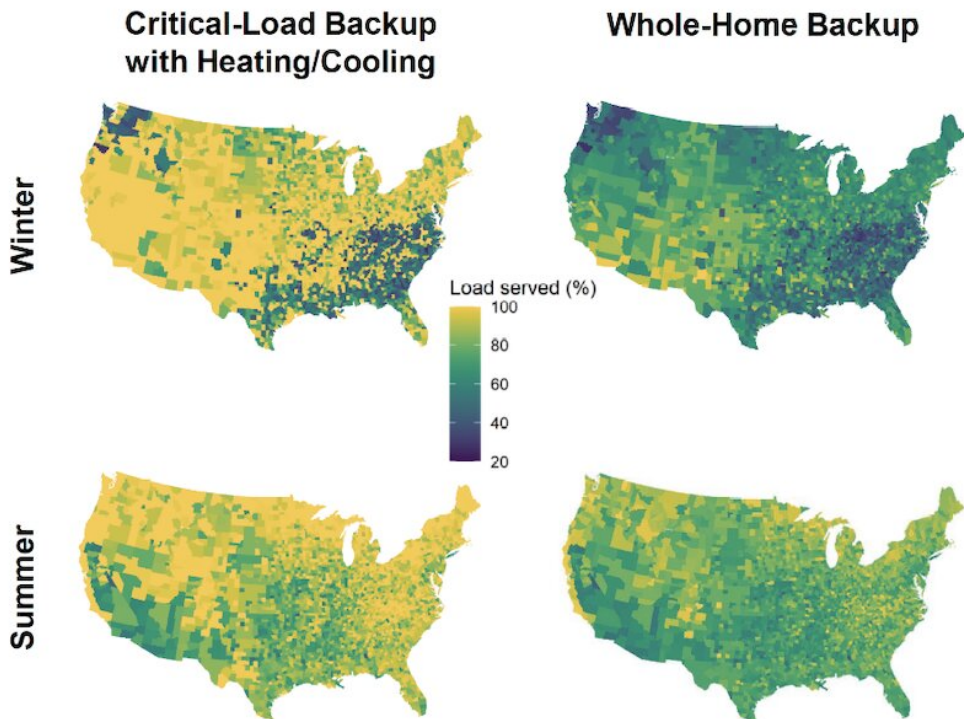 Critical-Load Backup
with Heating/Cooling
Whole-Home Backup
Winter
Load served (%)
100
80
60
40
20
Summer